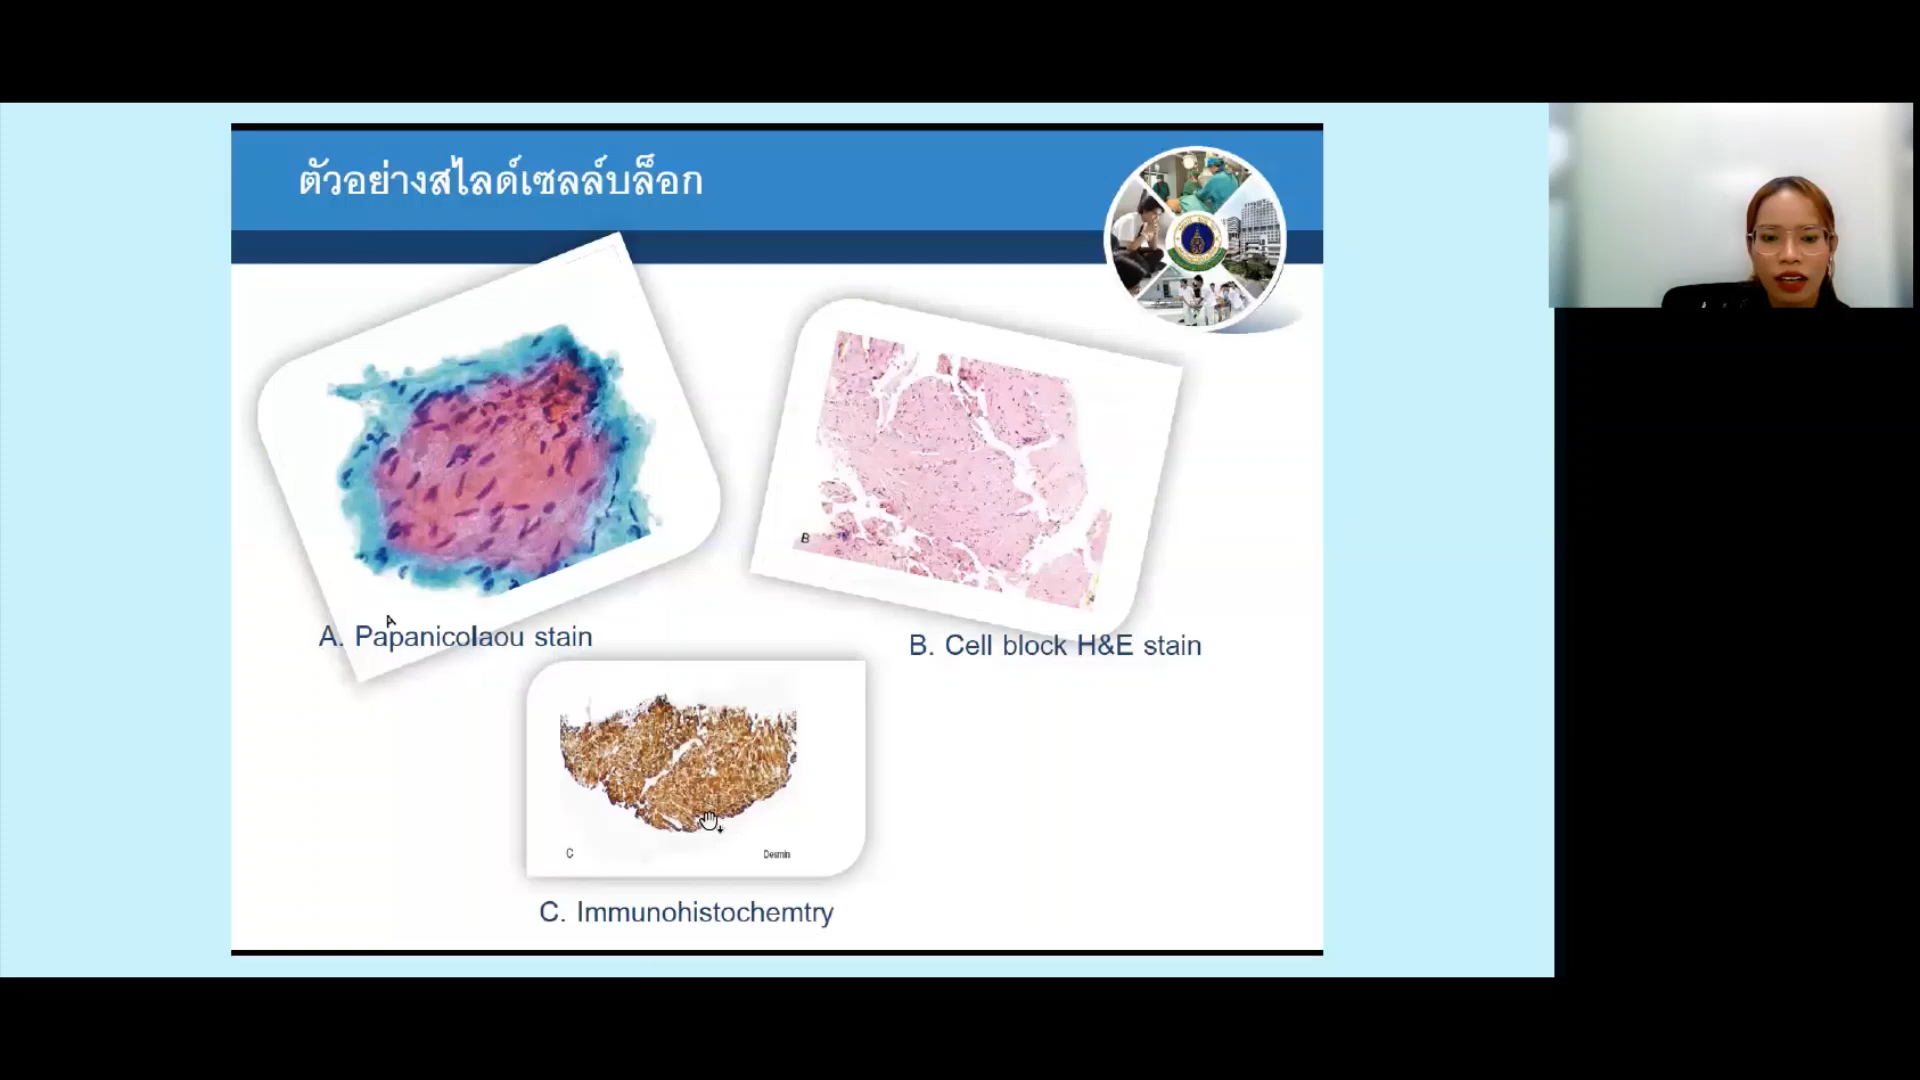 ตัวอย่างสไลด์เซลล์บล็อก
A
A. Papanicolaou stain
B
B. Cell block H&E stain
C
Desmin
C. Immunohistochemtry